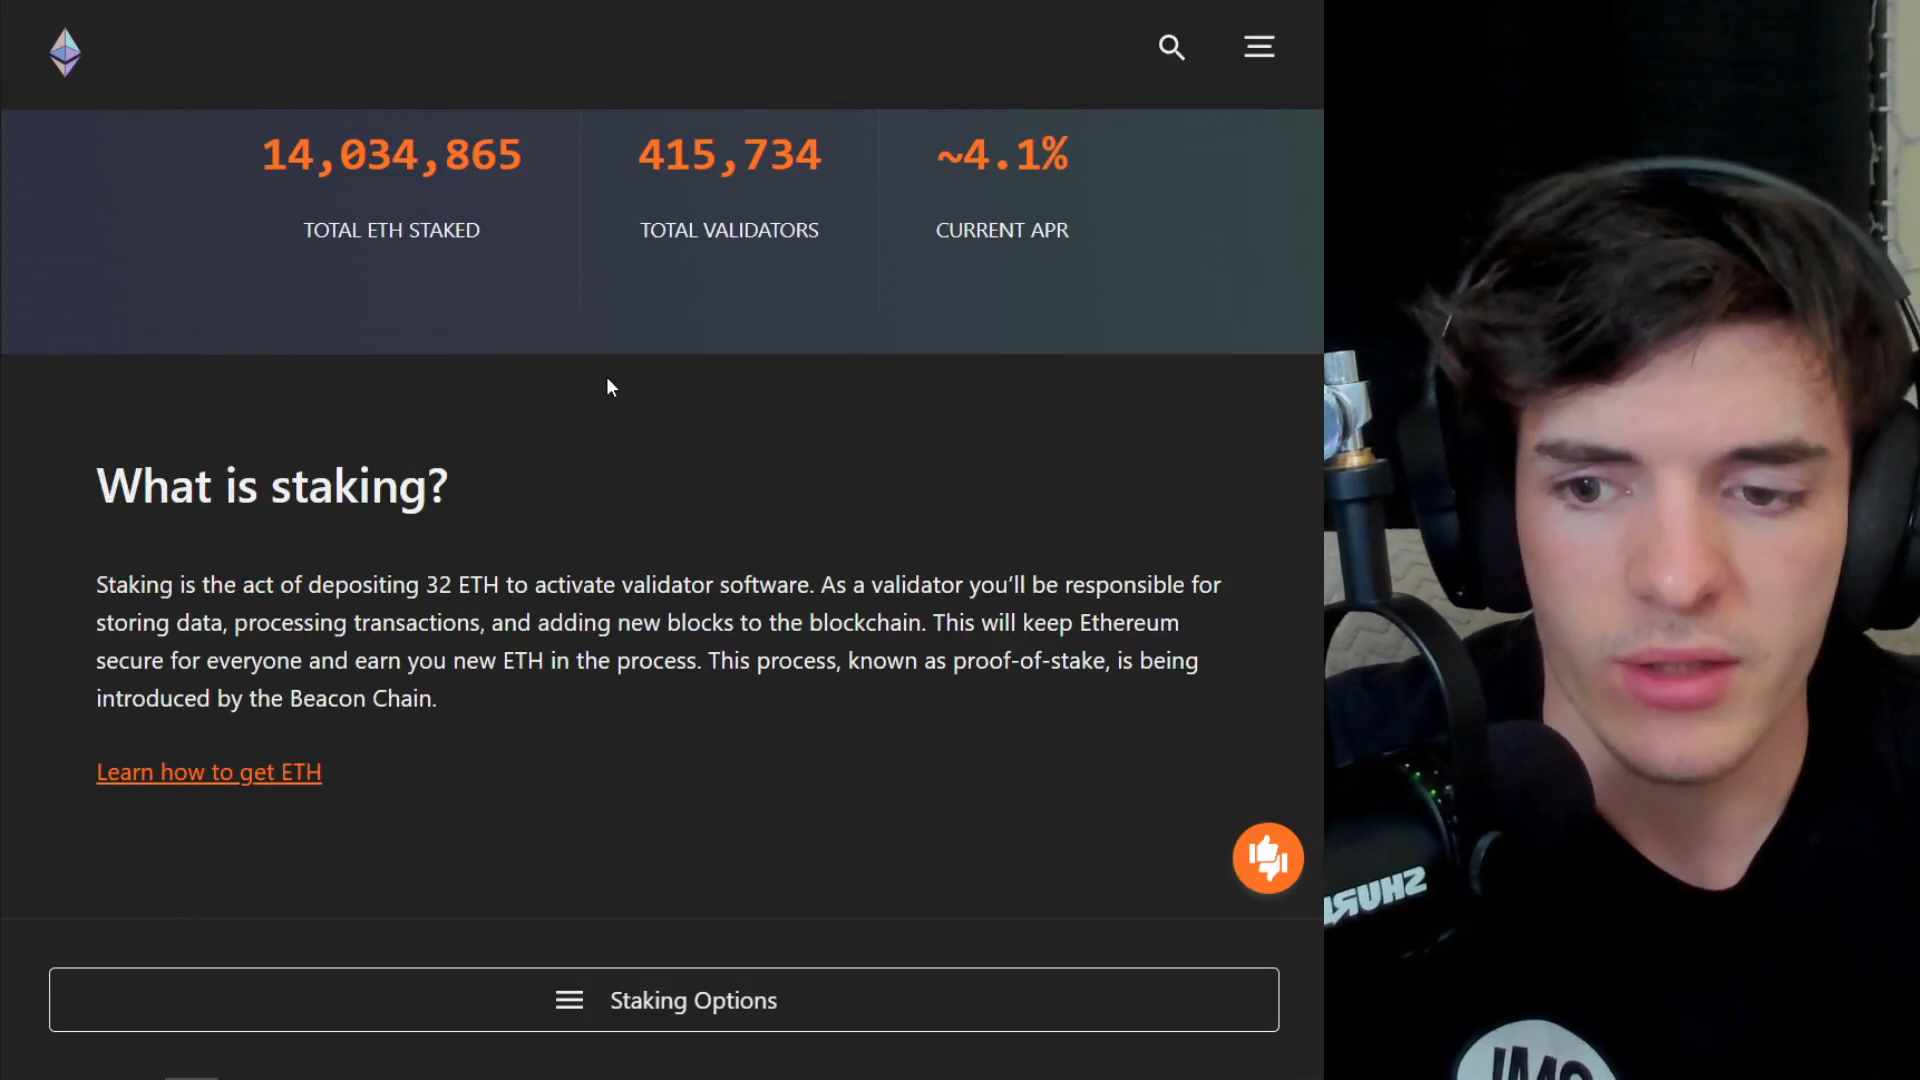 14,034,865 415,734 ~4.1%
TOTAL ETH STAKED TOTAL VALIDATORS CURRENT APR
What is staking?
Staking is the act of depositing 32 ETH to activate validator software. As a validator you’ll be responsible for
storing data, processing transactions, and adding new blocks to the blockchain. This will keep Ethereum
secure for everyone and earn you new ETH in the process. This process, known as proof-of-stake, is being
introduced by the Beacon Chain.
Learn how to get ETH
Staking Options
SHUR